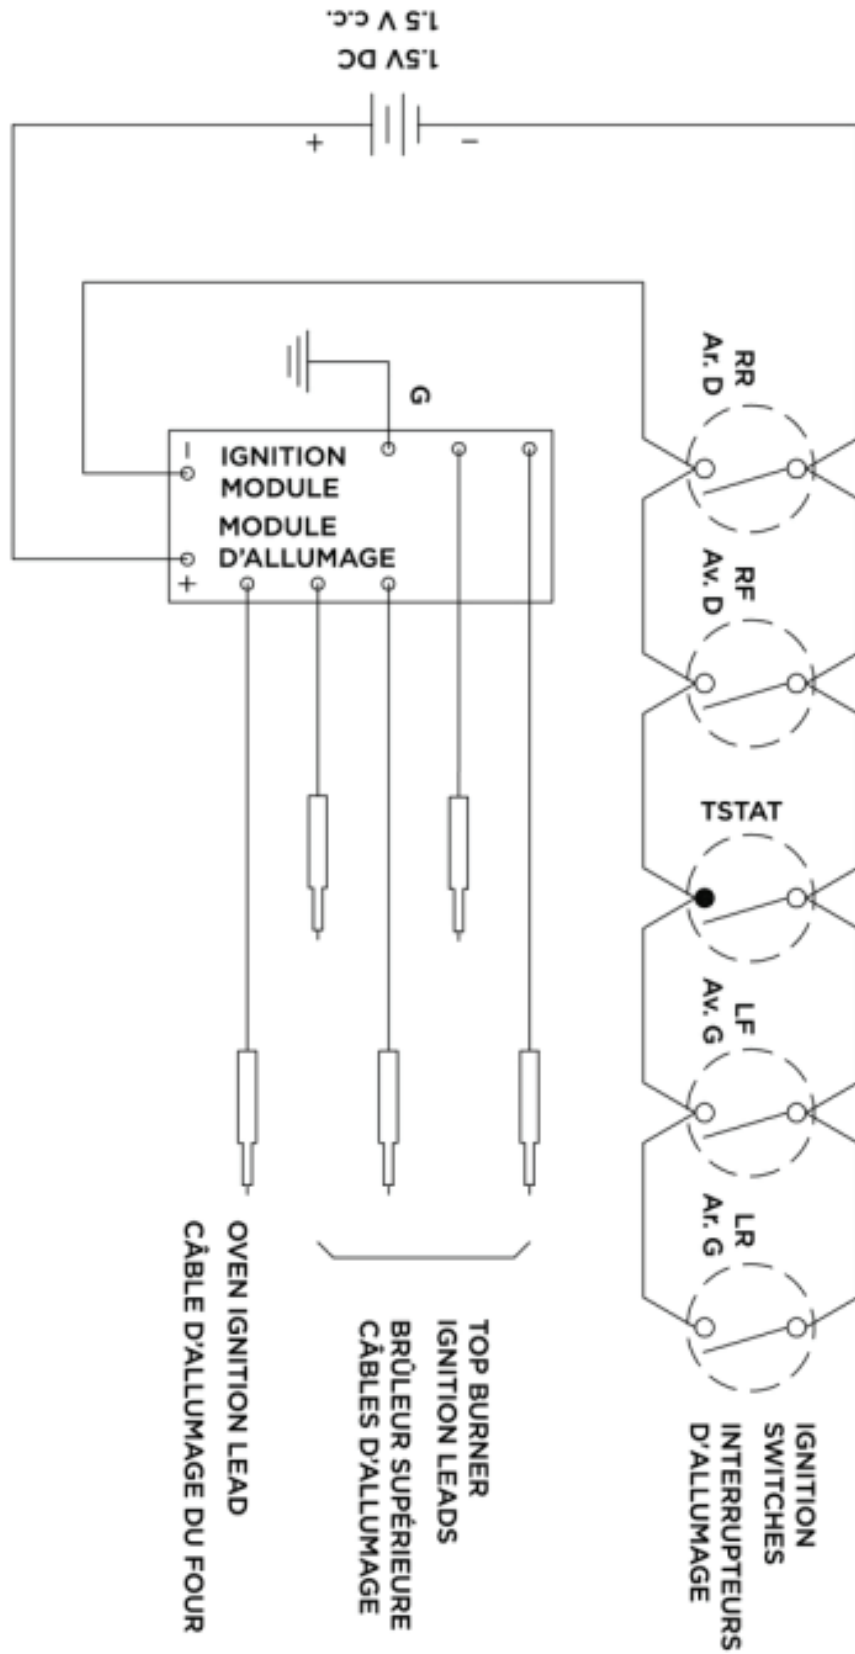 1.5V DC
1.5 V c.c.
+
−
G
−
IGNITION
MODULE
MODULE
D'ALLUMAGE
+
RR
Ar. D
RF
Av. D
TSTAT
LF
Av. G
LR
Ar. G
IGNITION
SWITCHES
INTERRUPTEURS
D'ALLUMAGE
TOP BURNER
IGNITION LEADS
BRÛLEUR SUPÉRIEURE
CÂBLES D'ALLUMAGE
OVEN IGNITION LEAD
CÂBLE D'ALLUMAGE DU FOUR